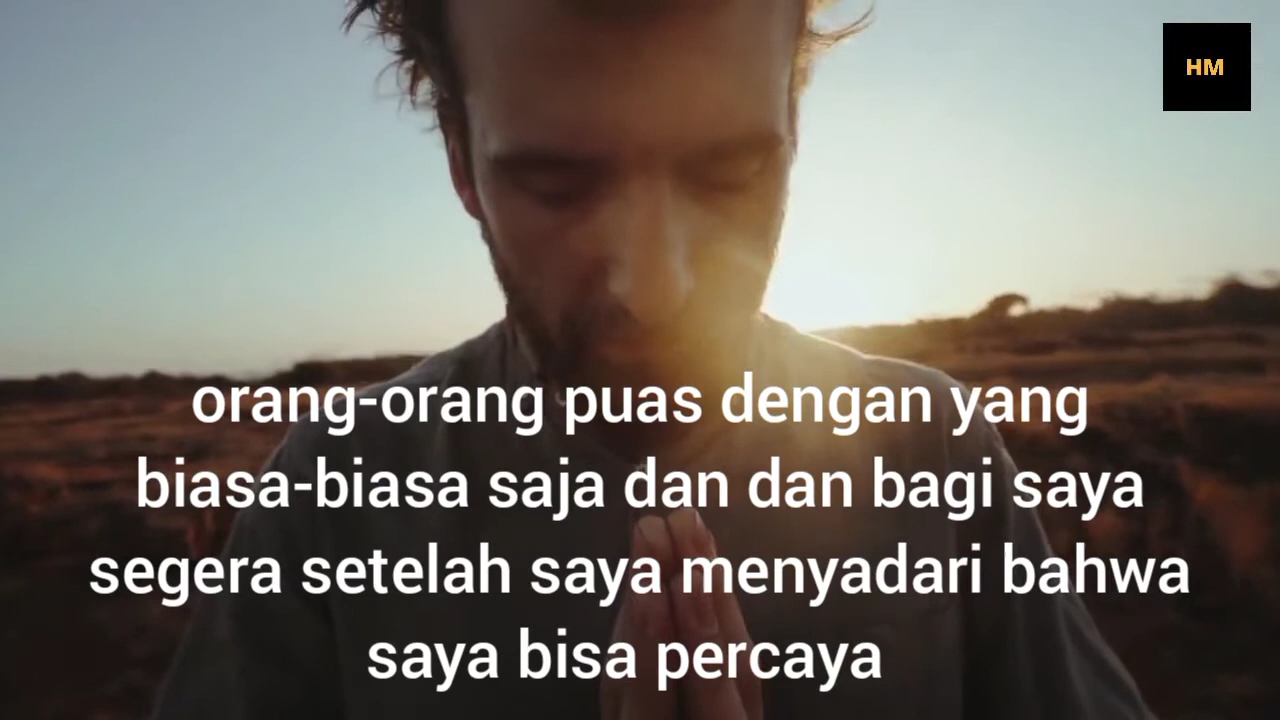 HM
orang-orang puas dengan yang
biasa-biasa saja dan dan bagi saya
segera setelah saya menyadari bahwa
saya bisa percaya